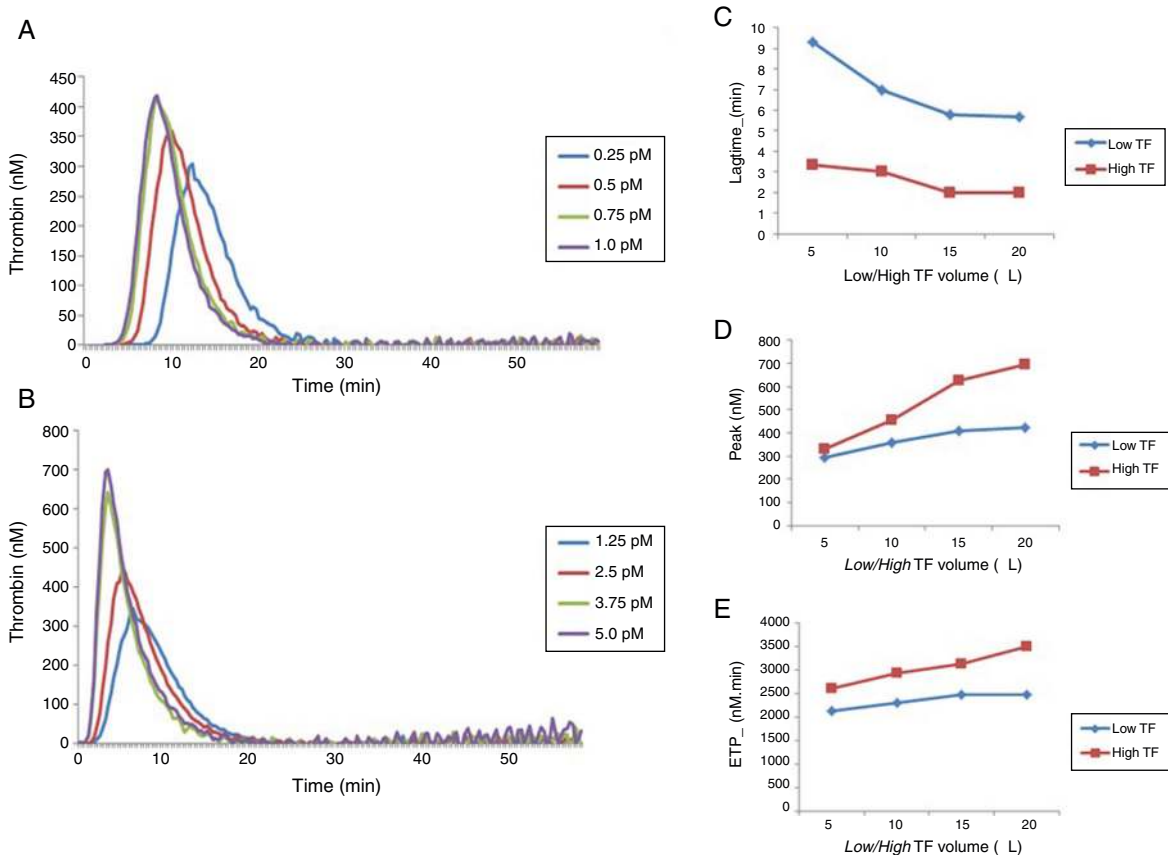 A
450
400
350
300
250
200
150
100
50
0
Thrombin (nM)
0 10 20 30 40 50
Time (min)
0.25 pM
0.5 pM
0.75 pM
1.0 pM
B
800
700
600
500
400
300
200
100
0
Thrombin (nM)
0 10 20 30 40 50
Time (min)
1.25 pM
2.5 pM
3.75 pM
5.0 pM
C
10
9
8
7
6
5
4
3
2
1
0
Lagtime_(min)
5 10 15 20
Low/High TF volume ( L)
Low TF
High TF
D
800
700
600
500
400
300
200
100
0
Peak (nM)
5 10 15 20
Low/High TF volume ( L)
Low TF
High TF
E
4000
3500
3000
2500
2000
1500
1000
500
0
ETP_ (nM.min)
5 10 15 20
Low/High TF volume ( L)
Low TF
High TF